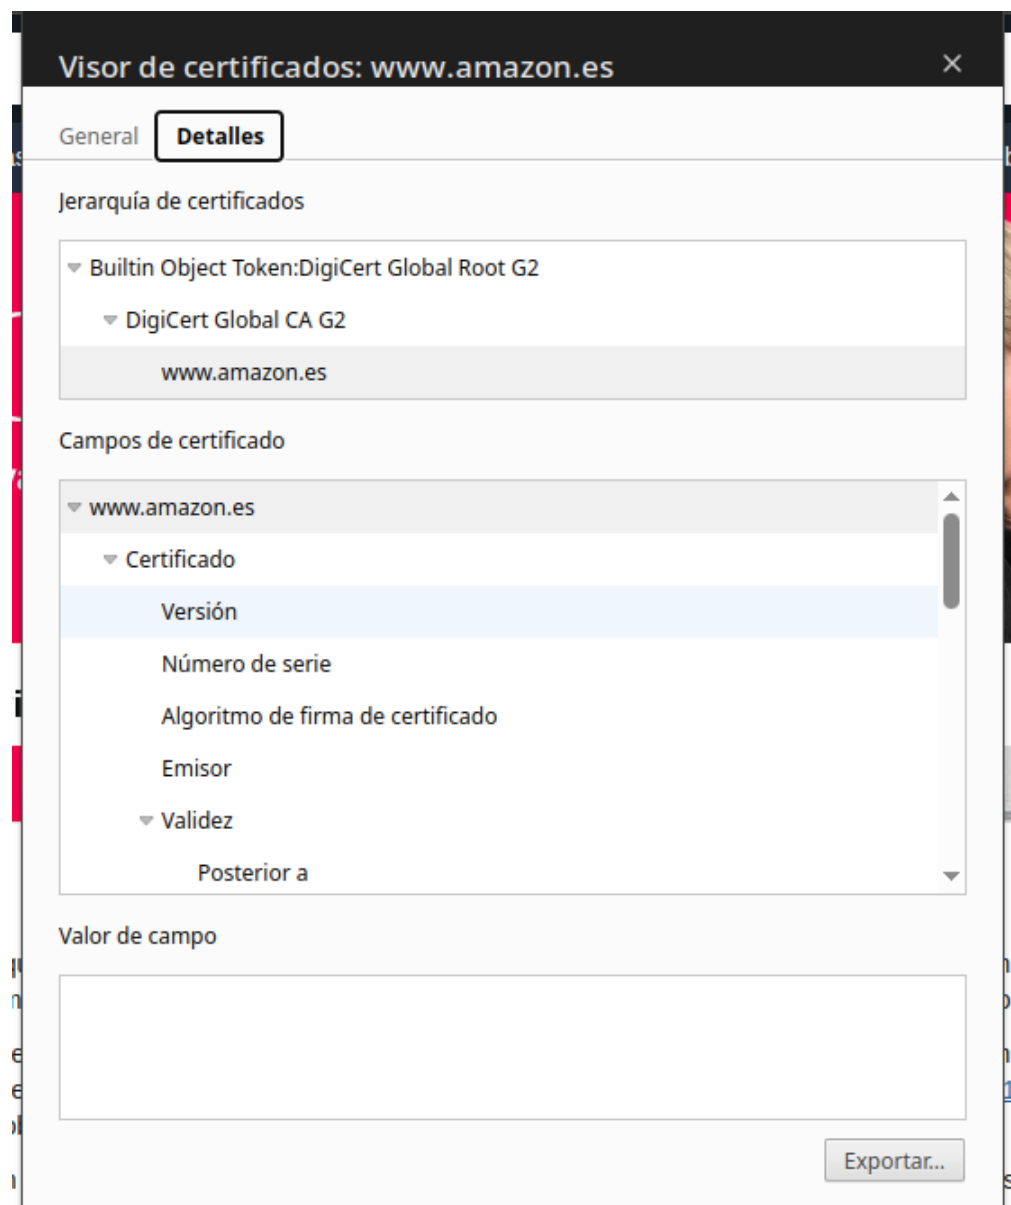 Visor de certificados: www.amazon.es
General Detalles
Jerarquía de certificados
Builtin Object Token:DigiCert Global Root G2
DigiCert Global CA G2
www.amazon.es
Campos de certificado
www.amazon.es
Certificado
Versión
Número de serie
Algoritmo de firma de certificado
Emisor
Validez
Posterior a
Valor de campo
Exportar...